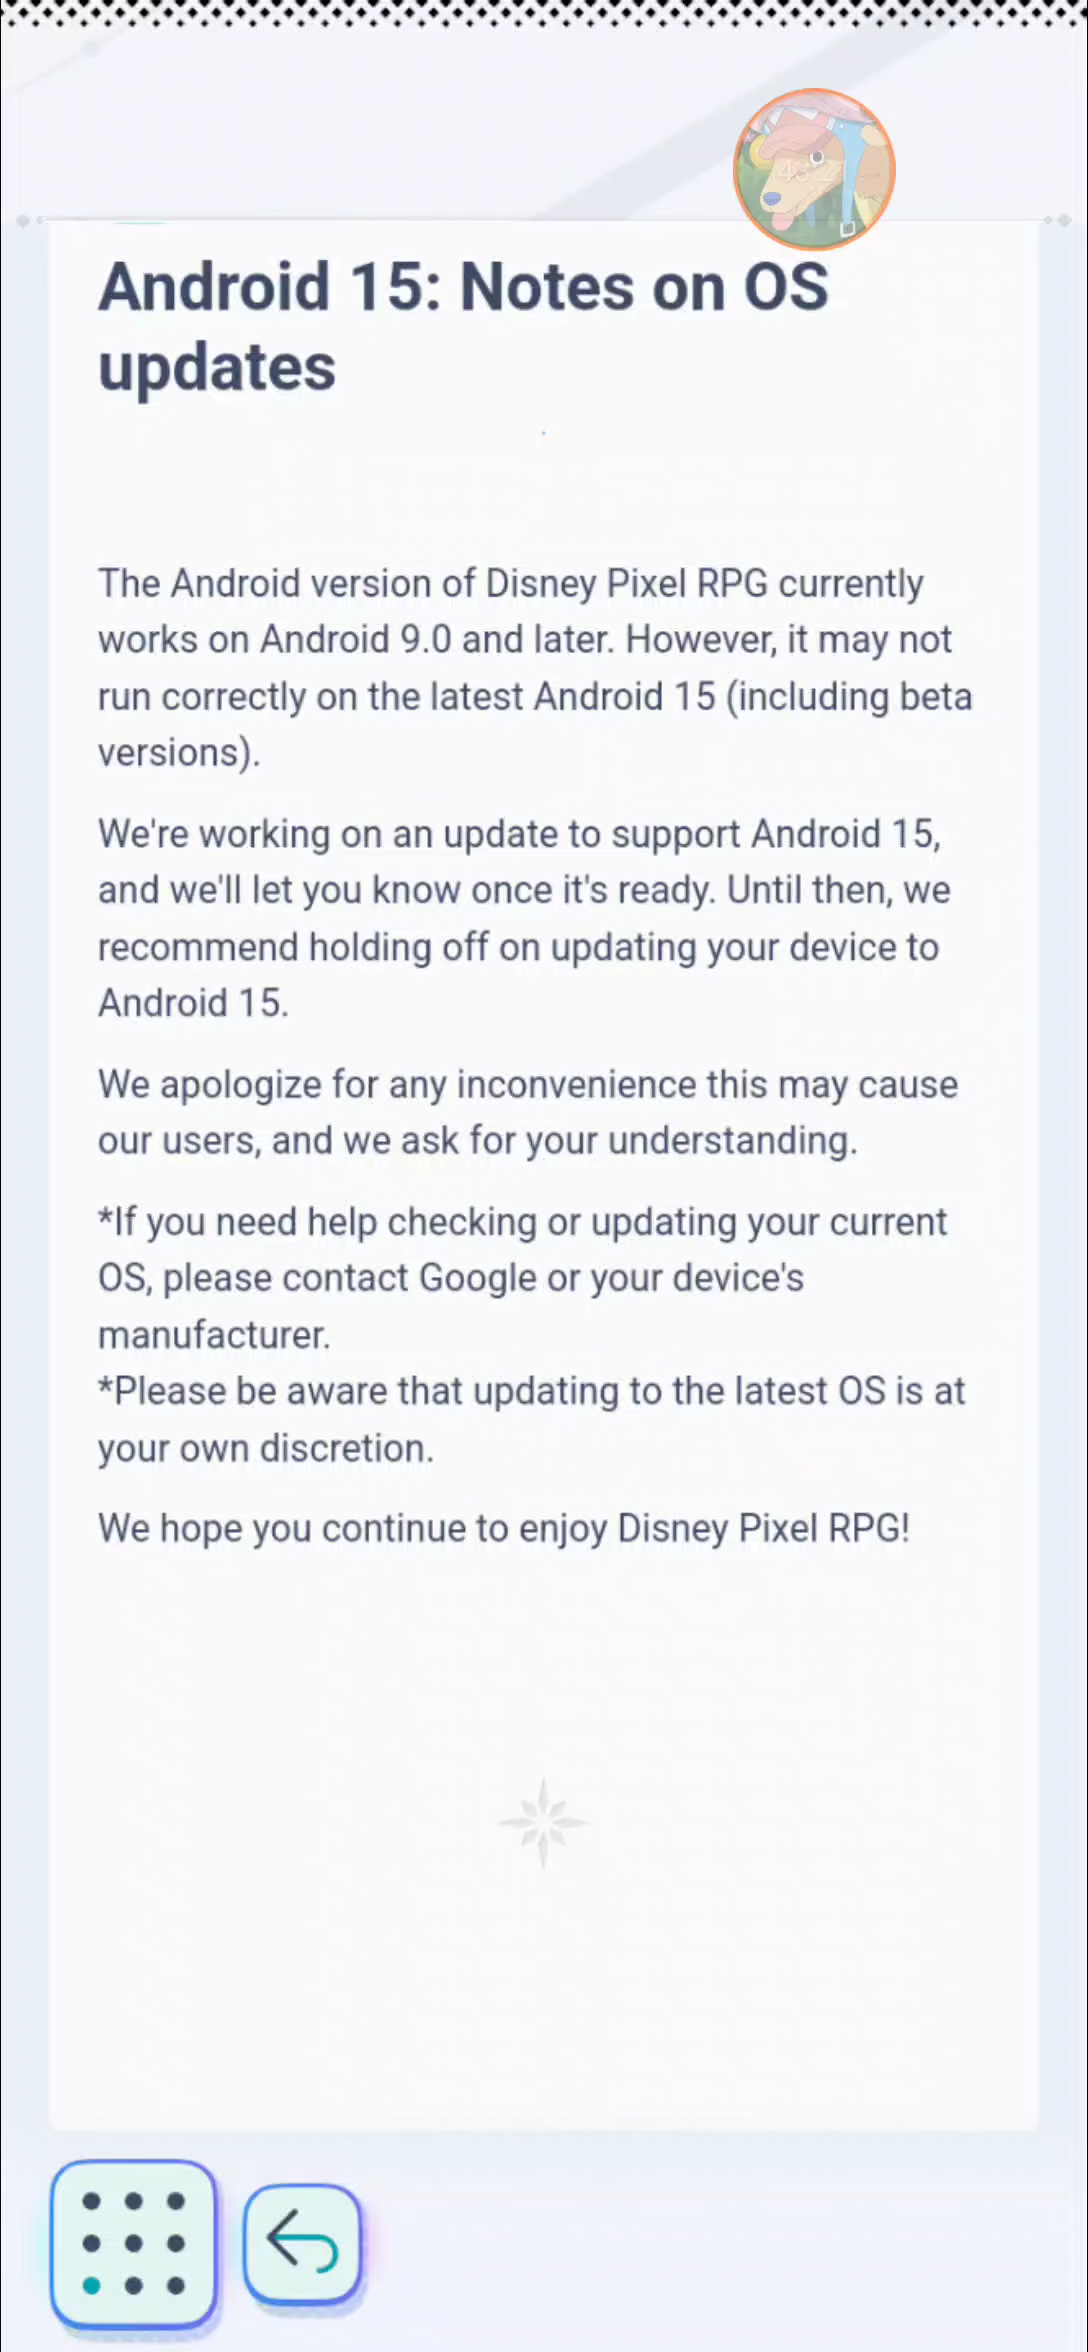 Android 15: Notes on OS
updates
The Android version of Disney Pixel RPG currently
works on Android 9.0 and later. However, it may not
run correctly on the latest Android 15 (including beta
versions).
We're working on an update to support Android 15,
and we'll let you know once it's ready. Until then, we
recommend holding off on updating your device to
Android 15.
We apologize for any inconvenience this may cause
our users, and we ask for your understanding.
*If you need help checking or updating your current
OS, please contact Google or your device's
manufacturer.
*Please be aware that updating to the latest OS is at
your own discretion.
We hope you continue to enjoy Disney Pixel RPG!